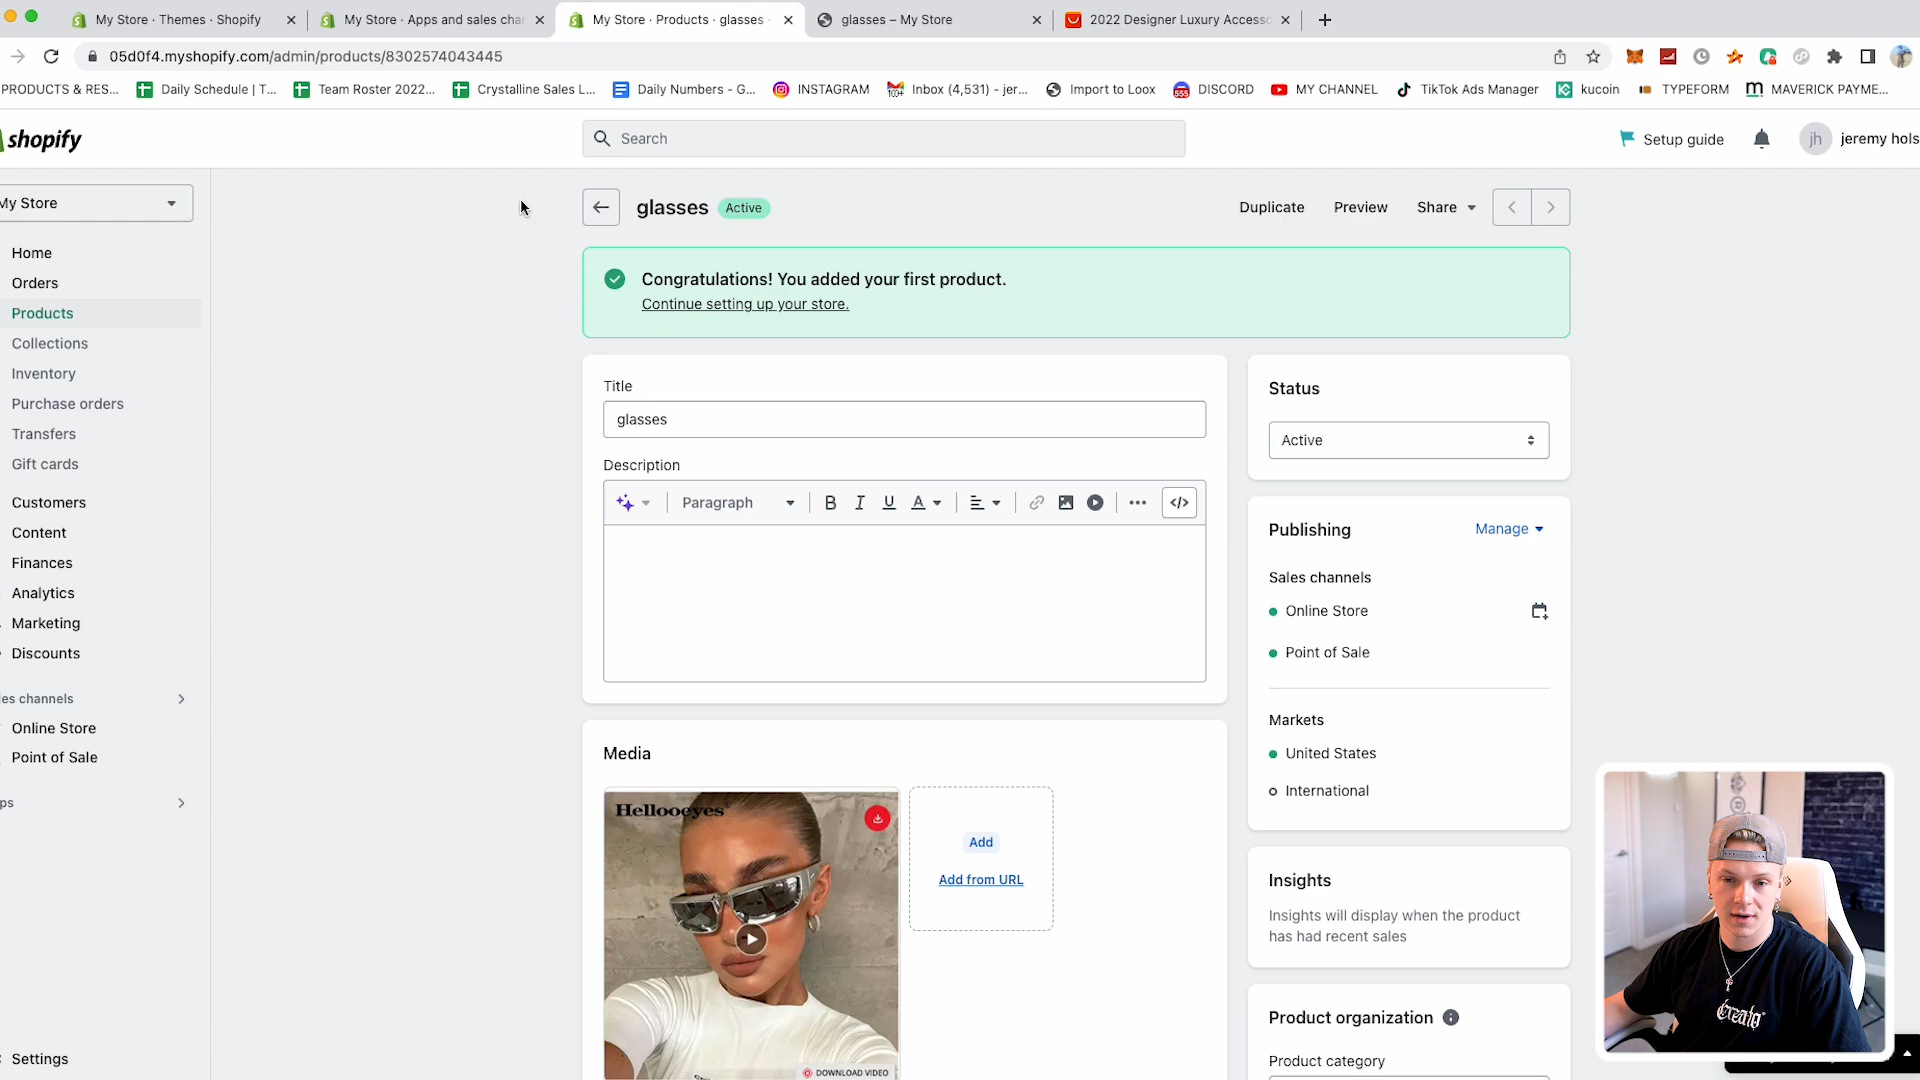 My Store · Themes · Shopify
My Store · Apps and sales char
My Store · Products · glasses ·
glasses – My Store
2022 Designer Luxury Accesso
05d0f4.myshopify.com/admin/products/8302574043445
PRODUCTS & RES...
Daily Schedule | T...
Team Roster 2022...
Crystalline Sales L...
Daily Numbers - G...
INSTAGRAM
100+
Inbox (4,531) - jer...
Import to Loox
555
DISCORD
MY CHANNEL
TikTok Ads Manager
kucoin
TYPEFORM
MAVERICK PAYME...
shopify
Search
Setup guide
jh
jeremy hols
My Store
Home
Orders
Products
Collections
Inventory
Purchase orders
Transfers
Gift cards
Customers
Content
Finances
Analytics
Marketing
Discounts
les channels
Online Store
Point of Sale
ps
Settings
glasses
Active
Duplicate
Preview
Share
Congratulations! You added your first product.
Continue setting up your store.
Title
glasses
Description
Paragraph
B I U A
</>
Media
Hellooeyes
DOWNLOAD VIDEO
Add
Add from URL
Status
Active
Publishing
Manage
Sales channels
Online Store
Point of Sale
Markets
United States
International
Insights
Insights will display when the product
has had recent sales
Product organization
Product category